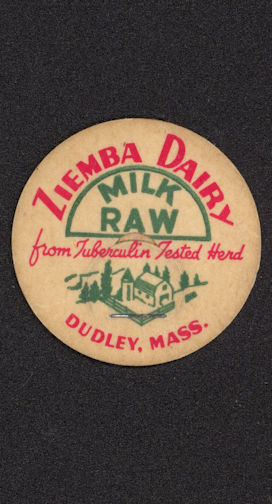 ZIEMBA DAIRY
MILK
RAW
from Tuberculin Tested Herd
DUDLEY, MASS.